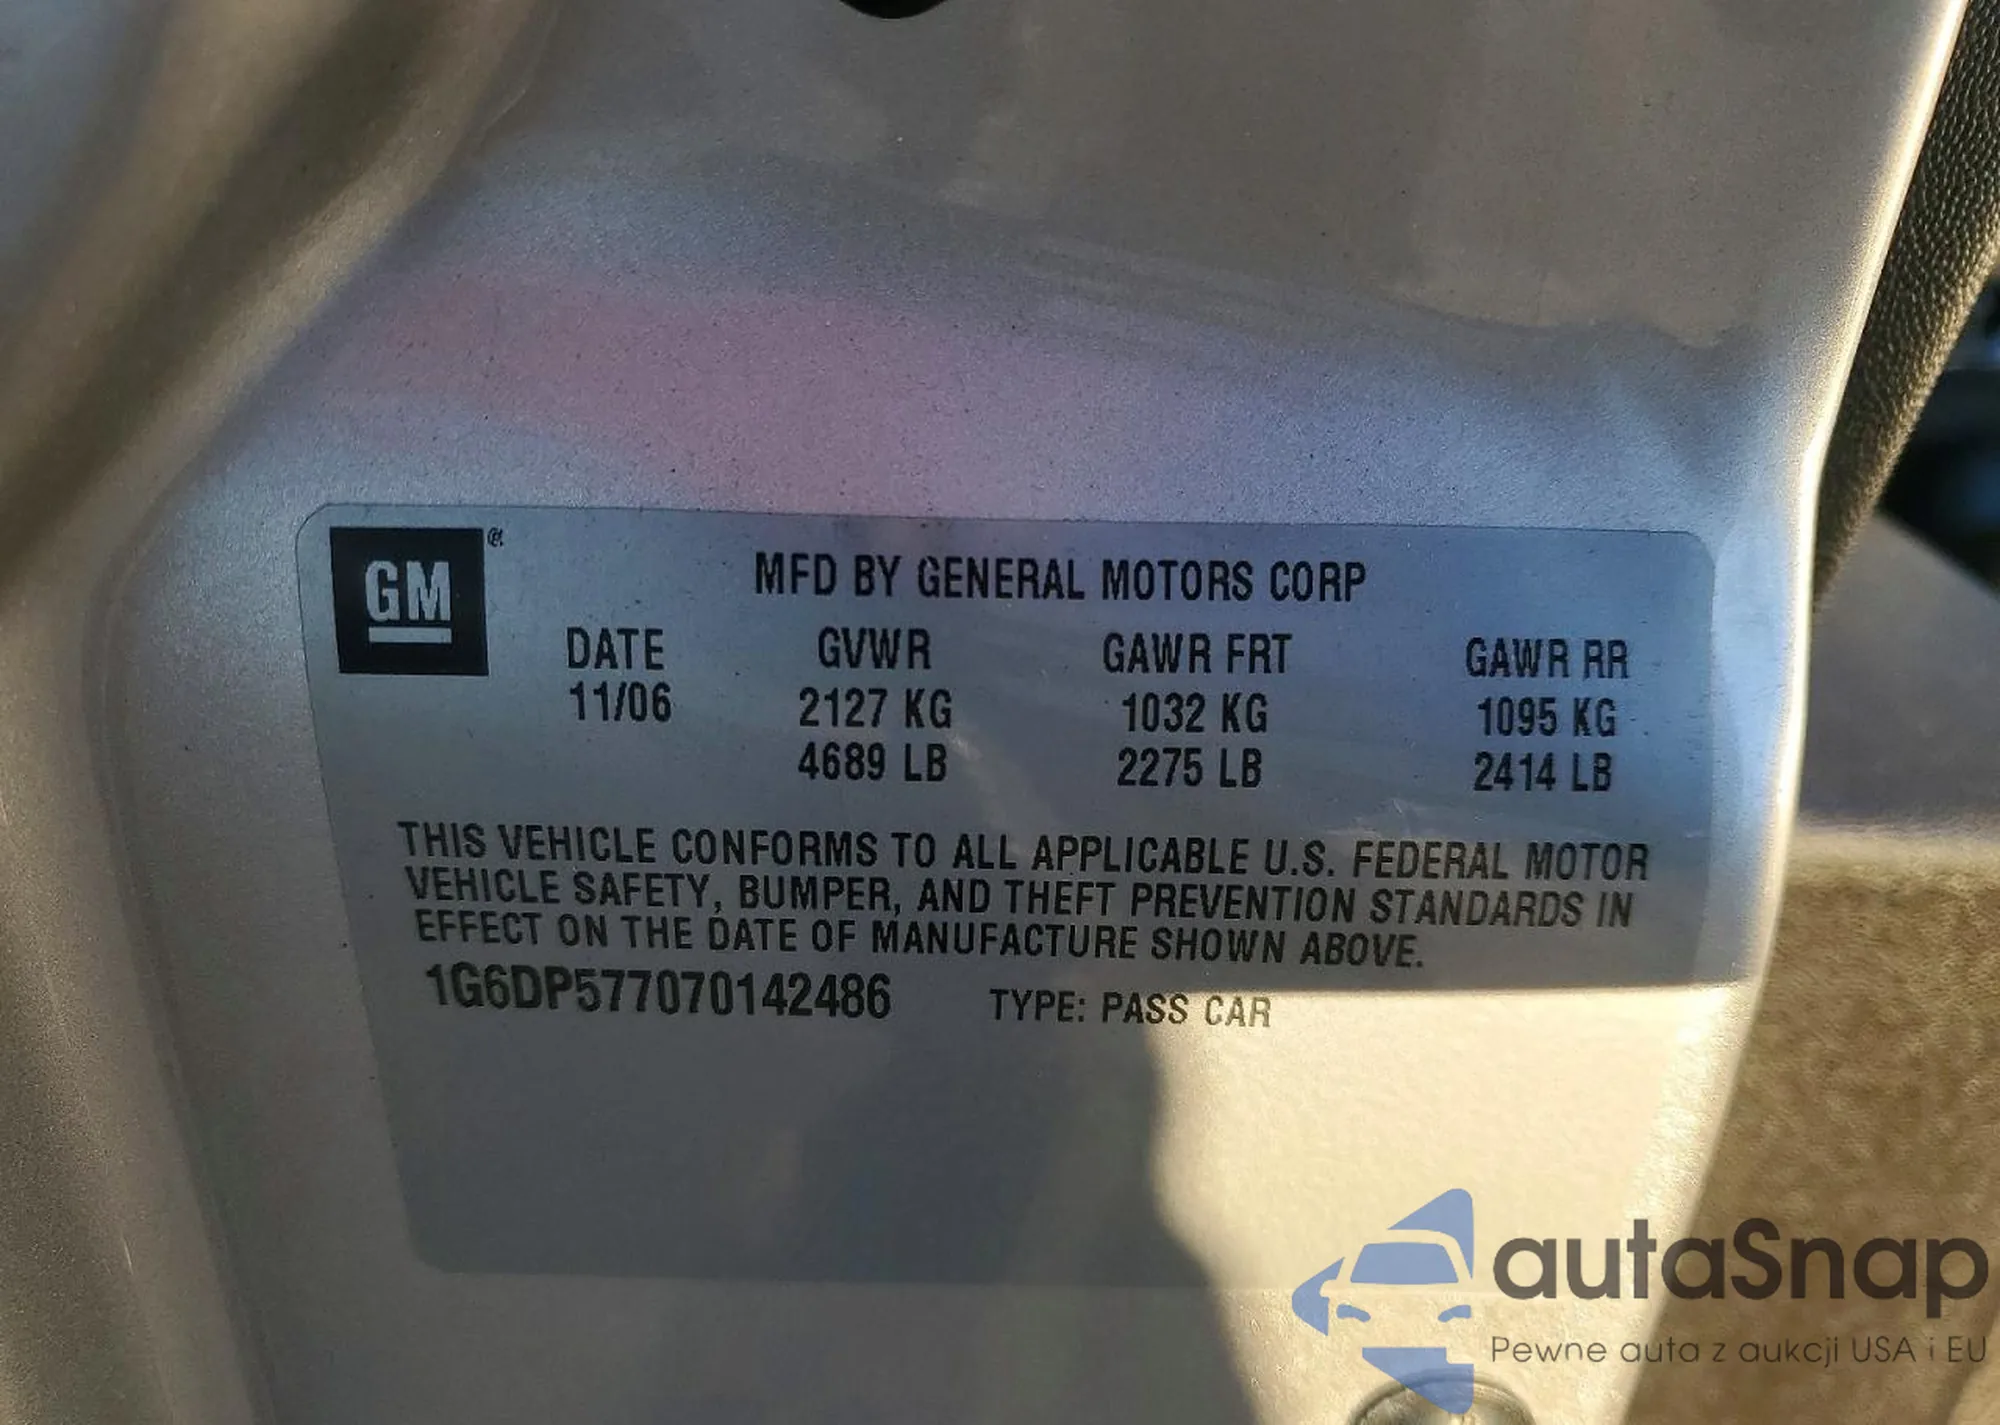 GM
MFD BY GENERAL MOTORS CORP
DATE GVWR GAWR FRT GAWR RR
11/06 2127 KG 1032 KG 1095 KG
4689 LB 2275 LB 2414 LB
THIS VEHICLE CONFORMS TO ALL APPLICABLE U.S. FEDERAL MOTOR
VEHICLE SAFETY, BUMPER, AND THEFT PREVENTION STANDARDS IN
EFFECT ON THE DATE OF MANUFACTURE SHOWN ABOVE.
1G6DP577070142486 TYPE: PASS CAR
autaSnap
Pewne auta z aukcji USA i EU